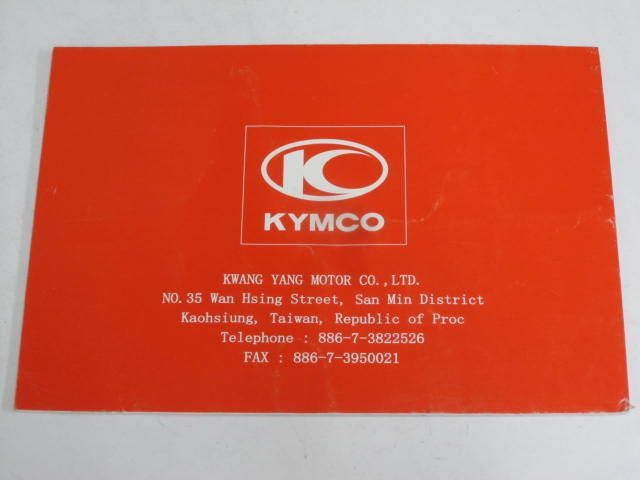 K
KYMCO
KWANG YANG MOTOR CO.,LTD.
NO.35 Wan Hsing Street, San Min District
Kaohsiung, Taiwan, Republic of Proc
Telephone : 886-7-3822526
FAX : 886-7-3950021